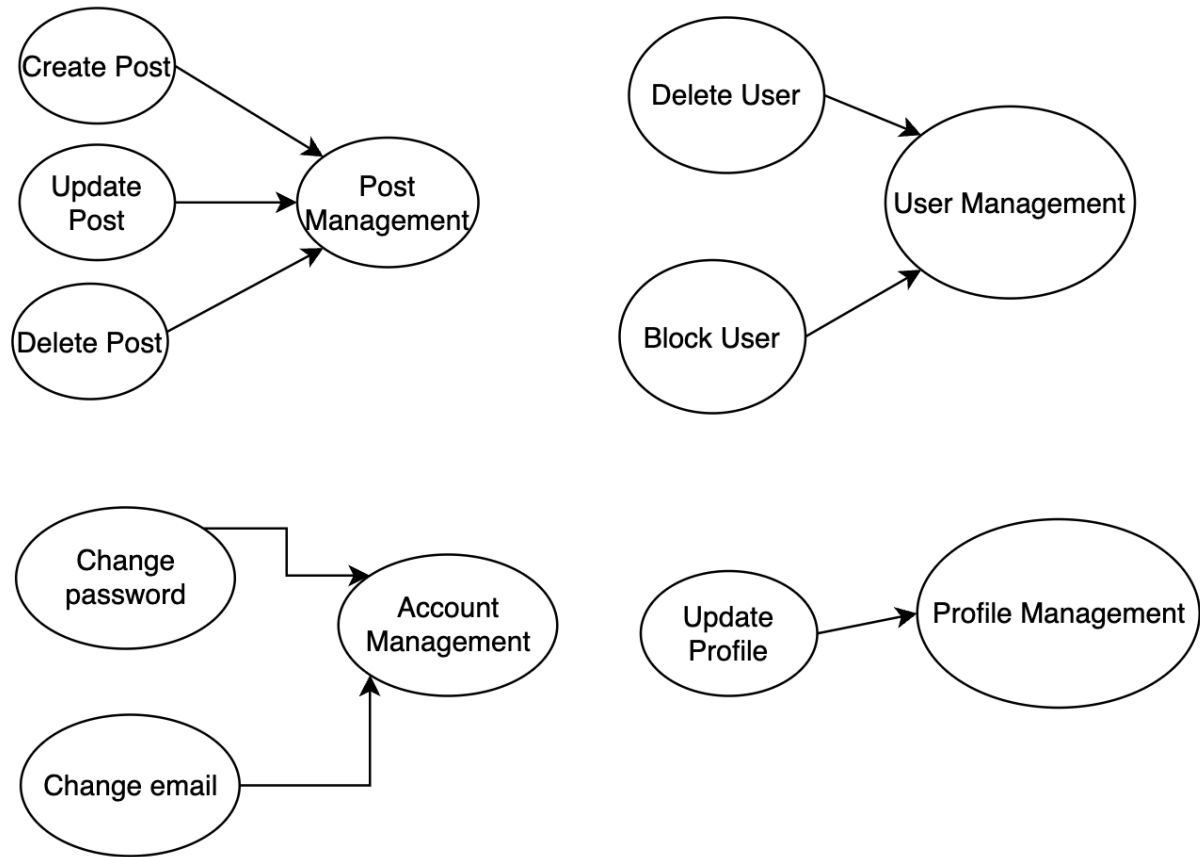 Create Post
Update
Post
Delete Post
Post
Management
Delete User
Block User
User Management
Change
password
Change email
Account
Management
Update
Profile
Profile Management